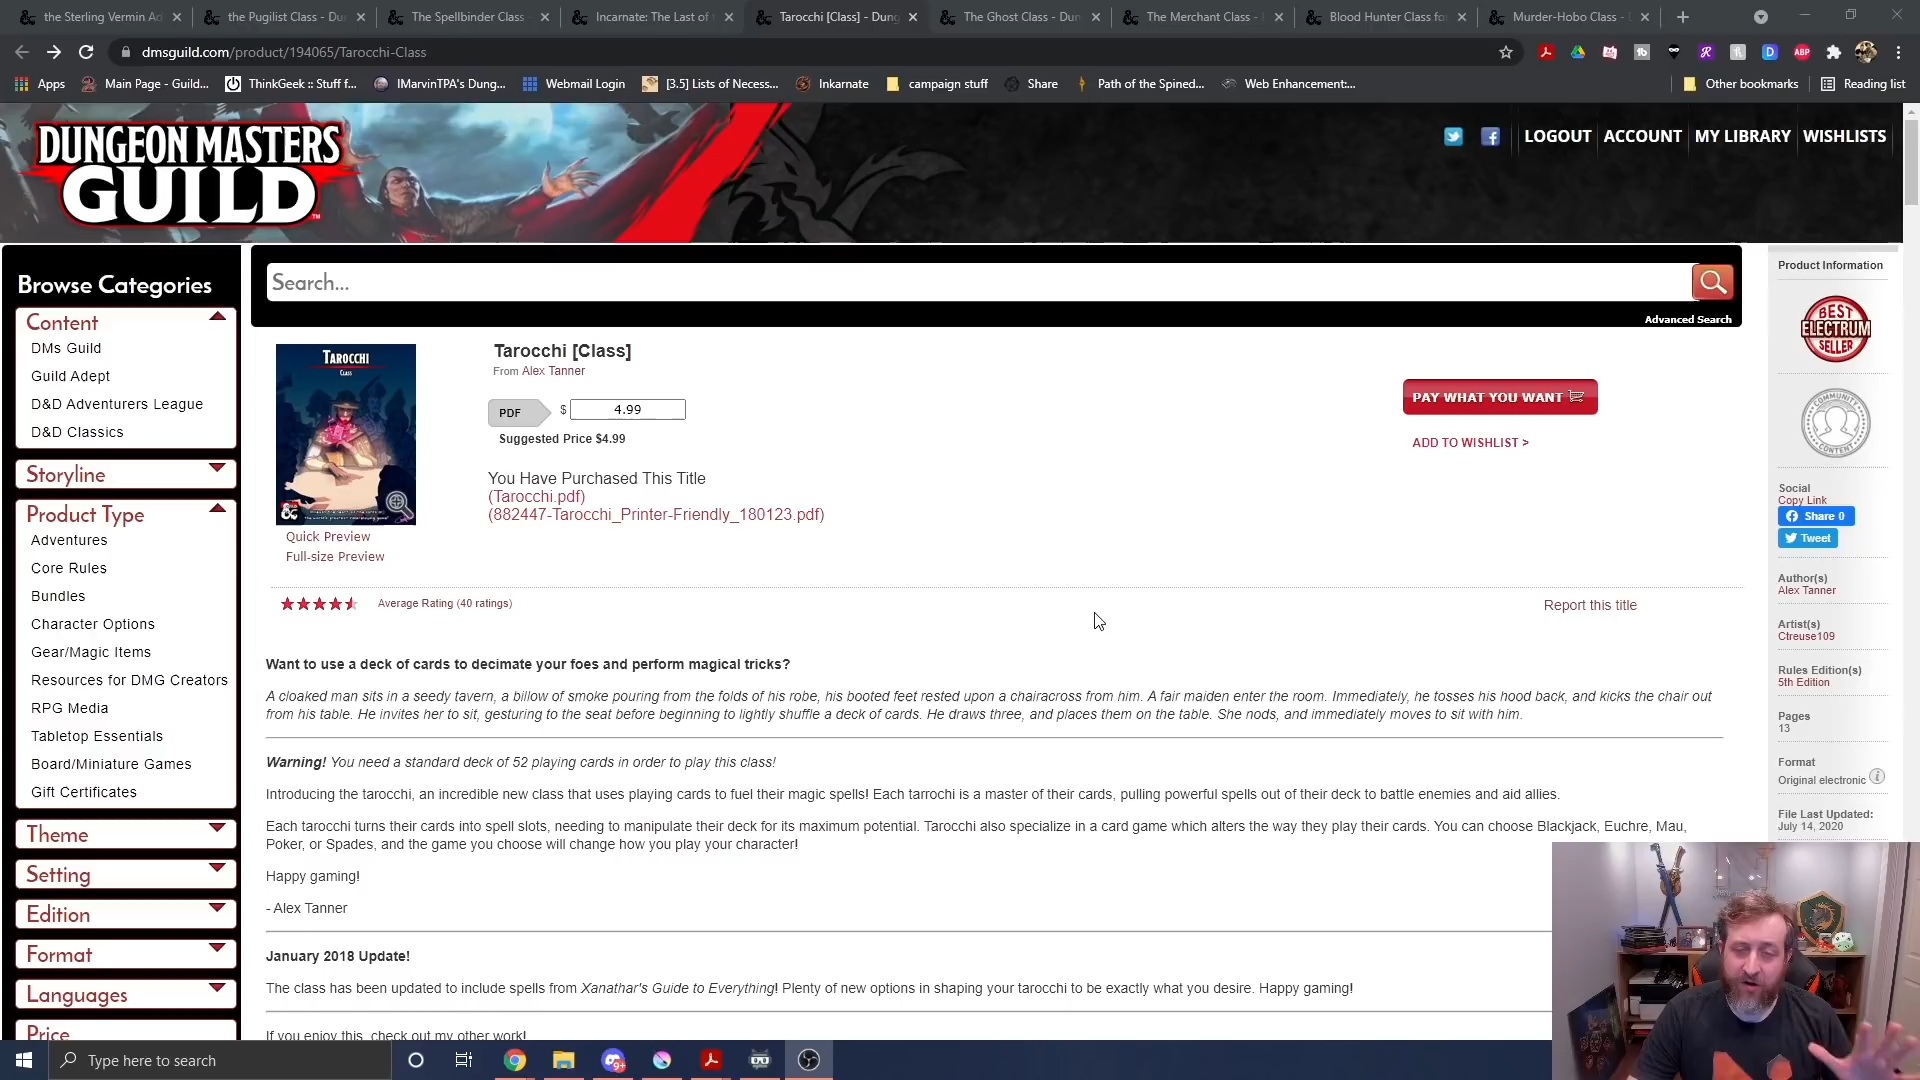 the Sterling Vermin Ad
the Pugilist Class - Du
The Spellbinder Class
Incarnate: The Last of
Tarocchi [Class] - Dung
The Ghost Class - Dun
The Merchant Class -
Blood Hunter Class fo
Murder-Hobo Class -
dmsguild.com/product/194065/Tarocchi-Class
Apps
Main Page - Guild...
ThinkGeek :: Stuff f...
IMarvinTPA's Dung...
Webmail Login
[3.5] Lists of Necess...
Inkarnate
campaign stuff
Share
Path of the Spined...
Web Enhancement:...
Other bookmarks
Reading list
DUNGEON MASTERS
GUILD
LOGOUT
ACCOUNT
MY LIBRARY
WISHLISTS
Browse Categories
Content
DMs Guild
Guild Adept
D&D Adventurers League
D&D Classics
Storyline
Product Type
Adventures
Core Rules
Bundles
Character Options
Gear/Magic Items
Resources for DMG Creators
RPG Media
Tabletop Essentials
Board/Miniature Games
Gift Certificates
Theme
Setting
Edition
Format
Languages
Price
Search...
Advanced Search
TAROCCHI
CLASS
Quick Preview
Full-size Preview
Tarocchi [Class]
From Alex Tanner
PDF
$ 4.99
Suggested Price $4.99
You Have Purchased This Title
(Tarocchi.pdf)
(882447-Tarocchi_Printer-Friendly_180123.pdf)
PAY WHAT YOU WANT
ADD TO WISHLIST >
Average Rating (40 ratings)
Report this title
Want to use a deck of cards to decimate your foes and perform magical tricks?
A cloaked man sits in a seedy tavern, a billow of smoke pouring from the folds of his robe, his booted feet rested upon a chairacross from him. A fair maiden enter the room. Immediately, he tosses his hood back, and kicks the chair out
from his table. He invites her to sit, gesturing to the seat before beginning to lightly shuffle a deck of cards. He draws three, and places them on the table. She nods, and immediately moves to sit with him.
Warning! You need a standard deck of 52 playing cards in order to play this class!
Introducing the tarocchi, an incredible new class that uses playing cards to fuel their magic spells! Each tarrochi is a master of their cards, pulling powerful spells out of their deck to battle enemies and aid allies.
Each tarocchi turns their cards into spell slots, needing to manipulate their deck for its maximum potential. Tarocchi also specialize in a card game which alters the way they play their cards. You can choose Blackjack, Euchre, Mau,
Poker, or Spades, and the game you choose will change how you play your character!
Happy gaming!
- Alex Tanner
January 2018 Update!
The class has been updated to include spells from Xanathar's Guide to Everything! Plenty of new options in shaping your tarocchi to be exactly what you desire. Happy gaming!
If you enjoy this, check out my other work!
Product Information
BEST
ELECTRUM
SELLER
COMMUNITY
CONTENT
Social
Copy Link
Share 0
Tweet
Author(s)
Alex Tanner
Artist(s)
Ctreuse109
Rules Edition(s)
5th Edition
Pages
13
Format
Original electronic
File Last Updated:
July 14, 2020
Type here to search
9+